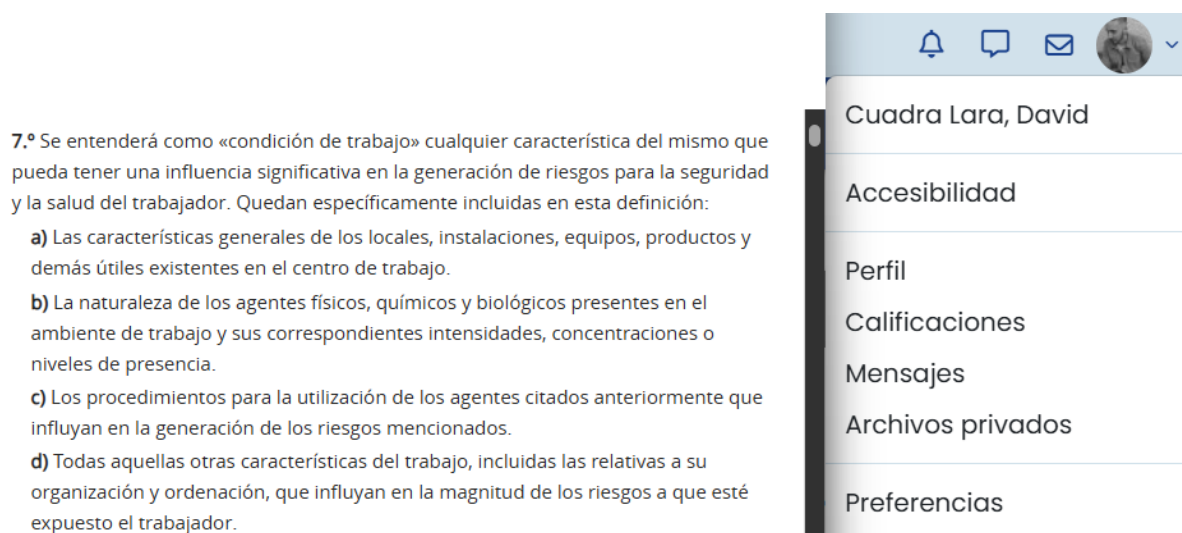 7.º Se entenderá como «condición de trabajo» cualquier característica del mismo que
pueda tener una influencia significativa en la generación de riesgos para la seguridad
y la salud del trabajador. Quedan específicamente incluidas en esta definición:
a) Las características generales de los locales, instalaciones, equipos, productos y
demás útiles existentes en el centro de trabajo.
b) La naturaleza de los agentes físicos, químicos y biológicos presentes en el
ambiente de trabajo y sus correspondientes intensidades, concentraciones o
niveles de presencia.
c) Los procedimientos para la utilización de los agentes citados anteriormente que
influyan en la generación de los riesgos mencionados.
d) Todas aquellas otras características del trabajo, incluidas las relativas a su
organización y ordenación, que influyan en la magnitud de los riesgos a que esté
expuesto el trabajador.
Cuadra Lara, David
Accesibilidad
Perfil
Calificaciones
Mensajes
Archivos privados
Preferencias